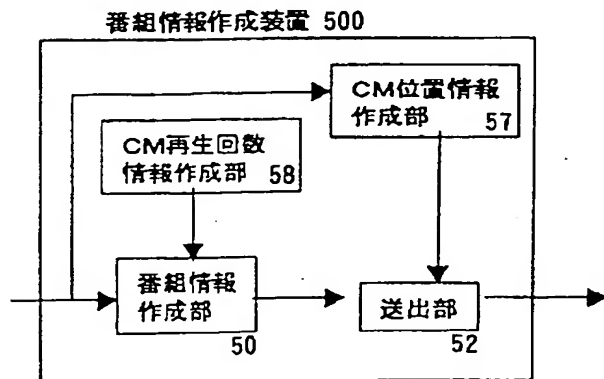 番組情報作成装置 500
CM位置情報
作成部 57
CM再生回数
情報作成部 58
番組情報
作成部
50
送出部
52